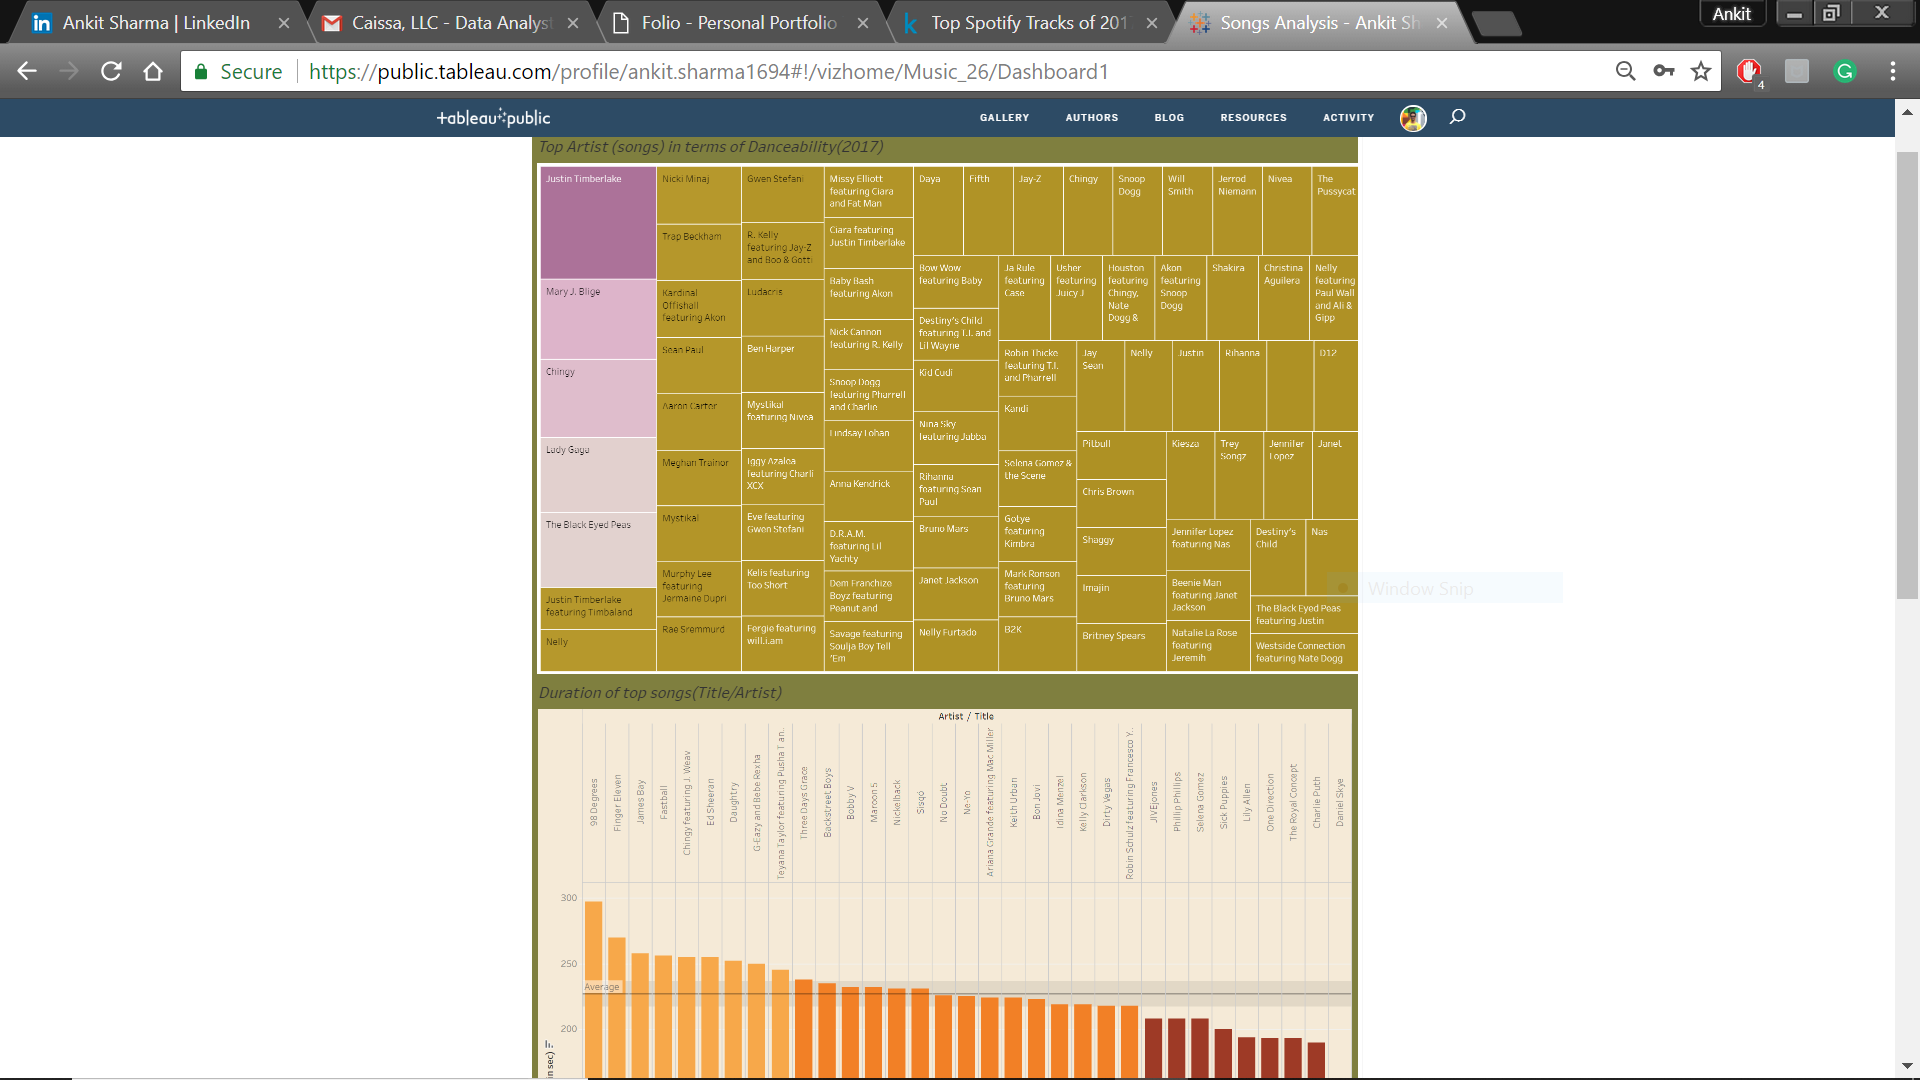 Ankit Sharma | LinkedIn
Caissa, LLC - Data Analyst
Folio - Personal Portfolio
Top Spotify Tracks of 201
Songs Analysis - Ankit Sh
Ankit
Secure
https://public.tableau.com/profile/ankit.sharma1694#!/vizhome/Music_26/Dashboard1
4
tableau public
GALLERY
AUTHORS
BLOG
RESOURCES
ACTIVITY
Top Artist (songs) in terms of Danceability(2017)
Justin Timberlake
Mary J. Blige
Chingy
Lady Gaga
The Black Eyed Peas
Justin Timberlake
featuring Timbaland
Nelly
Nicki Minaj
Trap Beckham
Kardinal
Offishall
featuring Akon
Sean Paul
Aaron Carter
Meghan Trainor
Mystikal
Murphy Lee
featuring
Jermaine Dupri
Rae Sremmurd
Gwen Stefani
R. Kelly
featuring Jay-Z
and Boo & Gotti
Ludacris
Ben Harper
Mystikal
featuring Nivea
Iggy Azalea
featuring Charli
XCX
Eve featuring
Gwen Stefani
Kelis featuring
Too Short
Fergie featuring
will.i.am
Missy Elliott
featuring Ciara
and Fat Man
Ciara featuring
Justin Timberlake
Baby Bash
featuring Akon
Nick Cannon
featuring R. Kelly
Snoop Dogg
featuring Pharrell
and Charlie
Lindsay Lohan
Anna Kendrick
D.R.A.M.
featuring Lil
Yachty
Dem Franchize
Boyz featuring
Peanut and
Savage featuring
Soulja Boy Tell
'Em
Daya
Fifth
Jay-Z
Chingy
Snoop
Dogg
Will
Smith
Jerrod
Niemann
Nivea
The
Pussycat
Bow Wow
featuring Baby
Destiny's Child
featuring T.I. and
Lil Wayne
Kid Cudi
Nina Sky
featuring Jabba
Rihanna
featuring Sean
Paul
Bruno Mars
Janet Jackson
Nelly Furtado
Ja Rule
featuring
Case
Usher
featuring
Juicy J
Houston
featuring
Chingy,
Nate
Dogg &
Akon
featuring
Snoop
Dogg
Shakira
Christina
Aguilera
Nelly
featuring
Paul Wall
and Ali &
Gipp
Robin Thicke
featuring T.I.
and Pharrell
Kandi
Selena Gomez &
the Scene
Gotye
featuring
Kimbra
Mark Ronson
featuring
Bruno Mars
B2K
Jay
Sean
Nelly
Justin
Rihanna
D12
Pitbull
Chris Brown
Shaggy
Imajin
Britney Spears
Kiesza
Trey
Songz
Jennifer
Lopez
Janet
Jennifer Lopez
featuring Nas
Beenie Man
featuring Janet
Jackson
Natalie La Rose
featuring
Jeremih
Destiny's
Child
Nas
The Black Eyed Peas
featuring Justin
Westside Connection
featuring Nate Dogg
Window Snip
Duration of top songs(Title/Artist)
Artist / Title
98 Degrees
Finger Eleven
James Bay
Fastball
Chingy featuring J. Weav
Ed Sheeran
Daughtry
G-Eazy and Bebe Rexha
Teyana Taylor featuring Pusha T an..
Three Days Grace
Backstreet Boys
Bobby V
Maroon 5
Nickelback
Sisqó
No Doubt
Ne-Yo
Ariana Grande featuring Mac Miller
Keith Urban
Bon Jovi
Idina Menzel
Kelly Clarkson
Dirty Vegas
Robin Schulz featuring Francesco Y..
JIVEjones
Phillip Phillips
Selena Gomez
Sick Puppies
Lily Allen
One Direction
The Royal Concept
Charlie Puth
Daniel Skye
300
250
Average
200
in sec)